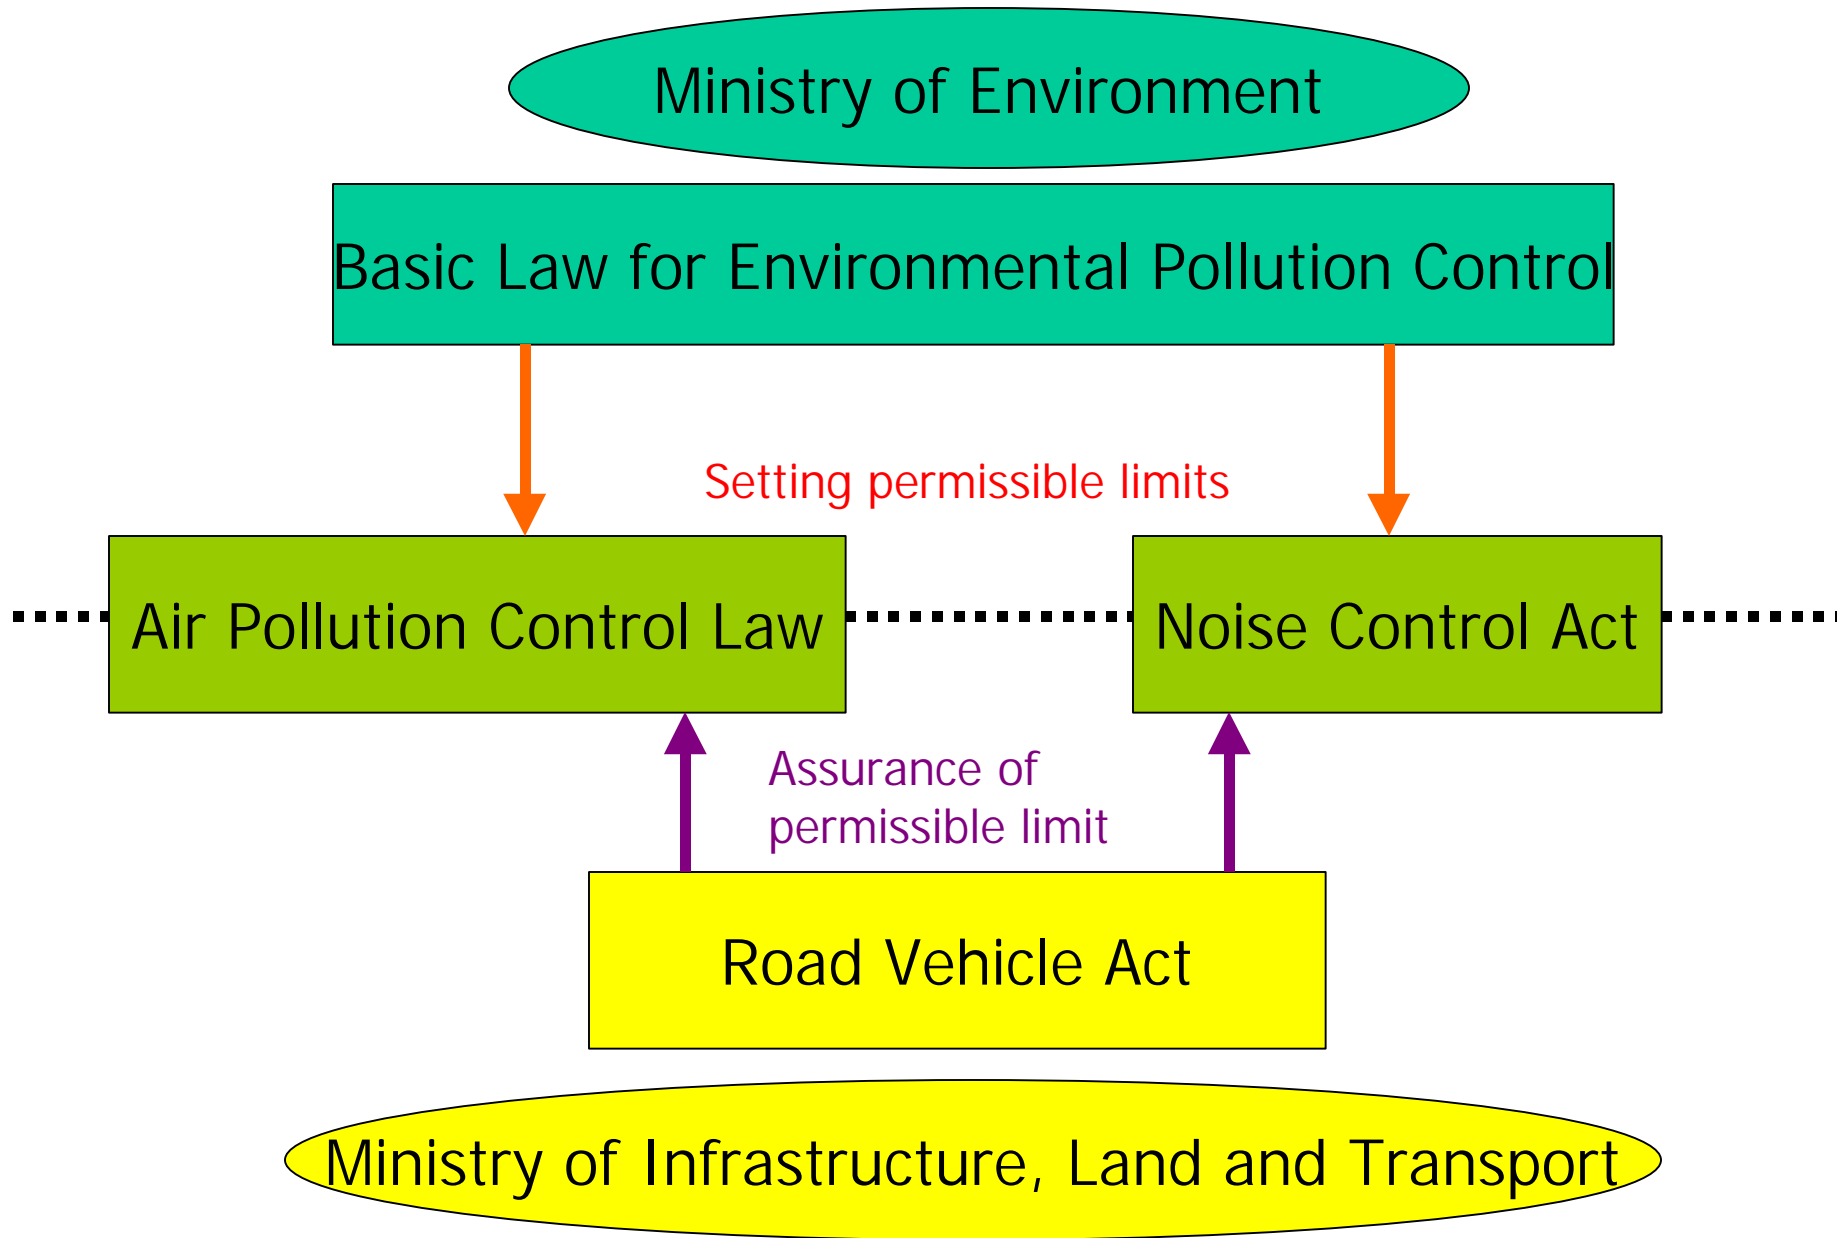 Ministry of Environment
Basic Law for Environmental Pollution Control
Setting permissible limits
Air Pollution Control Law
Noise Control Act
Assurance of
permissible limit
Road Vehicle Act
Ministry of Infrastructure, Land and Transport